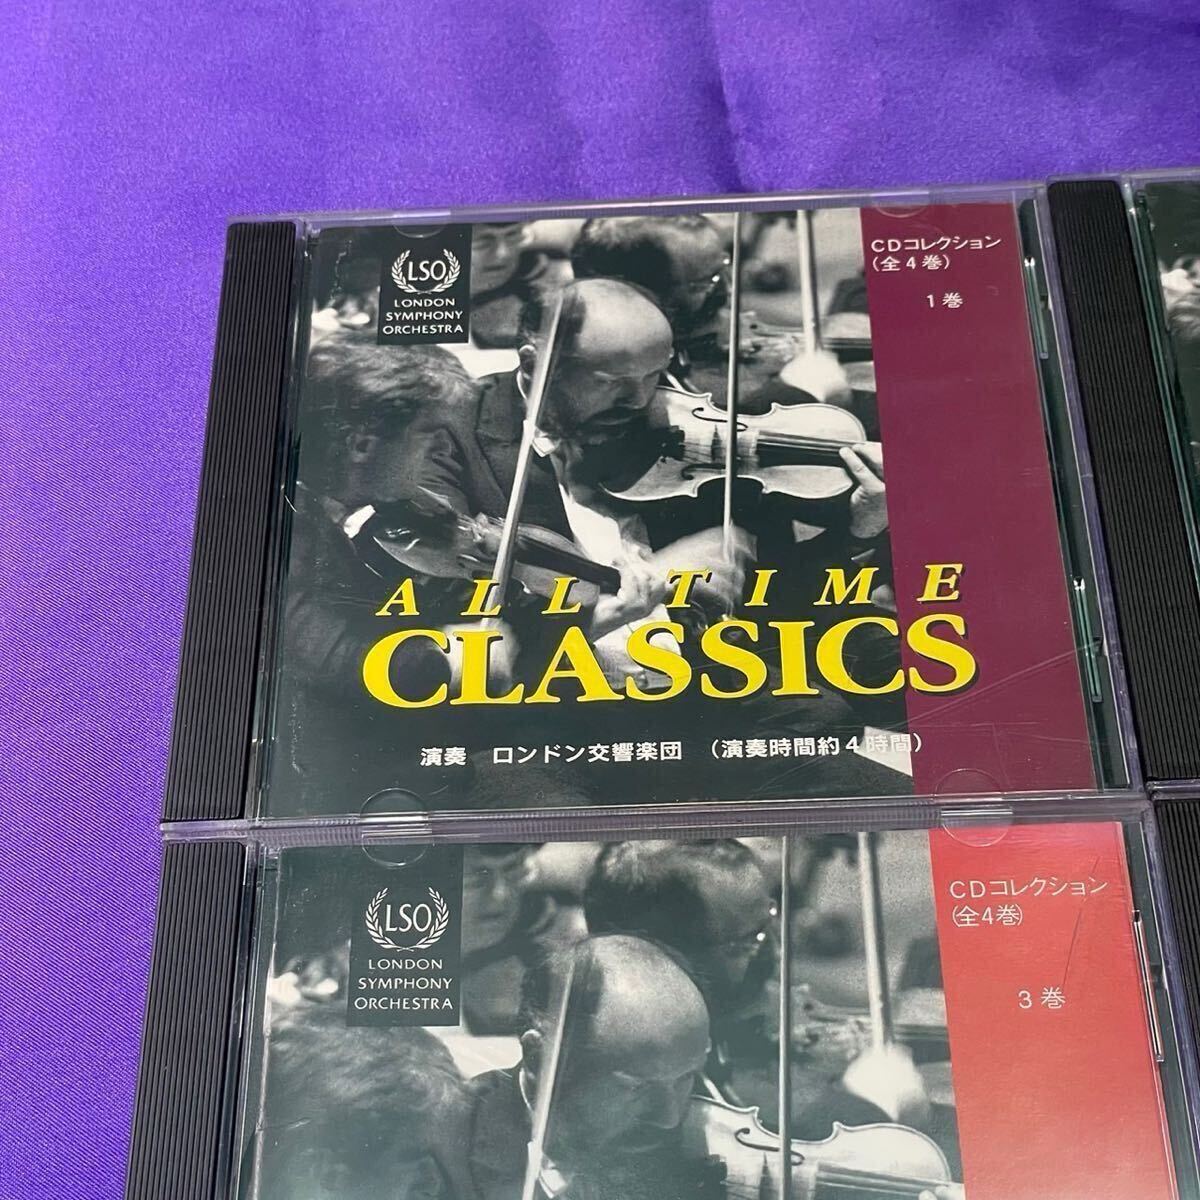 LSO
LONDON
SYMPHONY
ORCHESTRA
CDコレクション
(全4巻)
1巻
ALL TIME
CLASSICS
演奏 ロンドン交響楽団 (演奏時間約4時間)
LSO
LONDON
SYMPHONY
ORCHESTRA
CDコレクション
(全4巻)
3巻